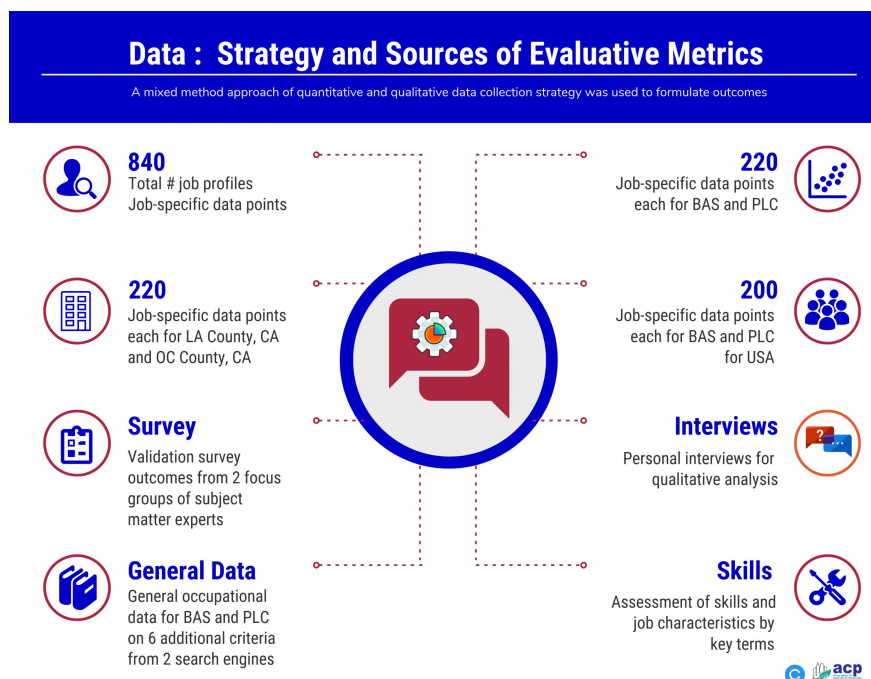 Data :  Strategy and Sources of Evaluative Metrics
A mixed method approach of quantitative and qualitative data collection strategy was used to formulate outcomes
840
Total # job profiles
Job-specific data points
220
Job-specific data points
each for LA County, CA
and OC County, CA
Survey
Validation survey
outcomes from 2 focus
groups of subject
matter experts
General Data
General occupational
data for BAS and PLC
on 6 additional criteria
from 2 search engines
220
Job-specific data points
each for BAS and PLC
200
Job-specific data points
each for BAS and PLC
for USA
Interviews
Personal interviews for
qualitative analysis
?
...
Skills
Assessment of skills and
job characteristics by
key terms
C
acp